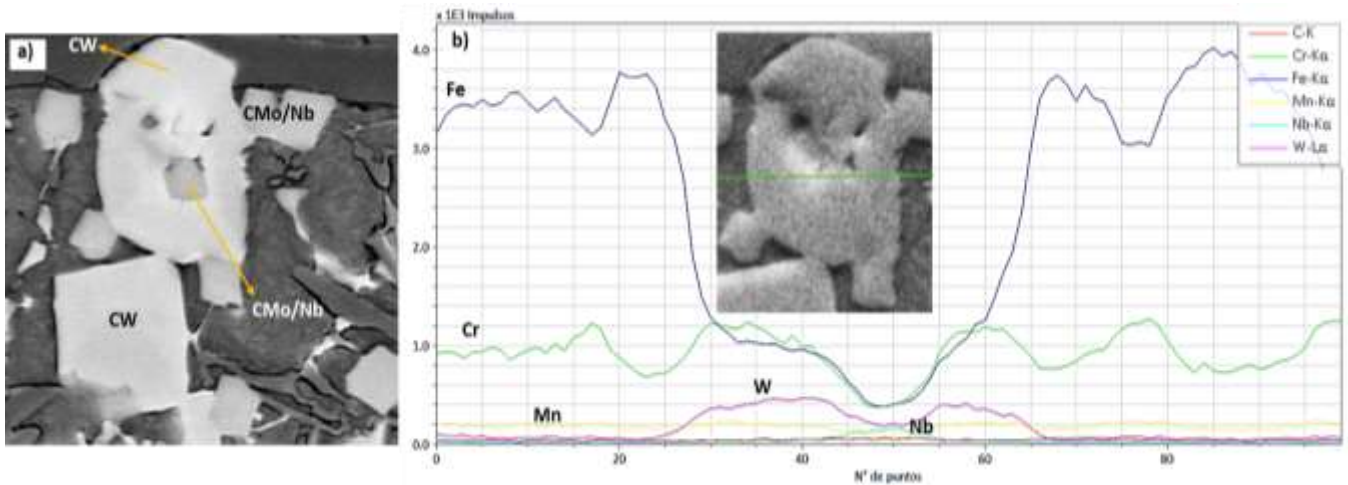 a)
CW
CMo/Nb
CMo/Nb
CW
x 1E3 Impulsos
b)
4.0
Fe
3.0
2.0
Cr
1.0
W
Mn
Nb
0.0
0
20
40
60
80
N° de puntos
C-K
Cr-Kα
Fe-Kα
Mn-Kα
Nb-Kα
W-Lα